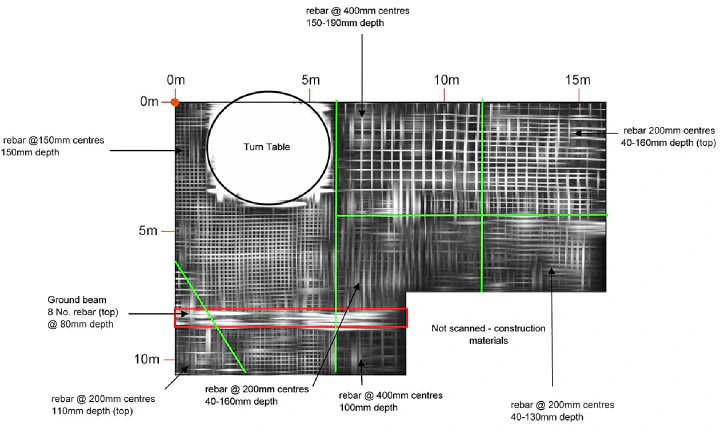 rebar @ 400mm centres
150-190mm depth
0m
5m
10m
15m
0m
rebar @150mm centres
150mm depth
Turn Table
rebar 200mm centres
40-160mm depth (top)
5m
Ground beam
8 No. rebar (top)
@ 80mm depth
Not scanned - construction
materials
10m
rebar @ 200mm centres
110mm depth (top)
rebar @ 200mm centres
40-160mm depth
rebar @ 400mm centres
100mm depth
rebar @ 200mm centres
40-130mm depth